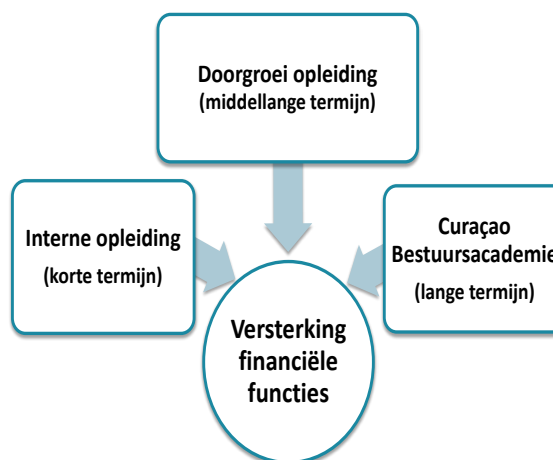 Doorgroei opleiding
(middellange termijn)
Interne opleiding
(korte termijn)
Curaçao
Bestuursacademie
(lange termijn)
Versterking
financiële
functies